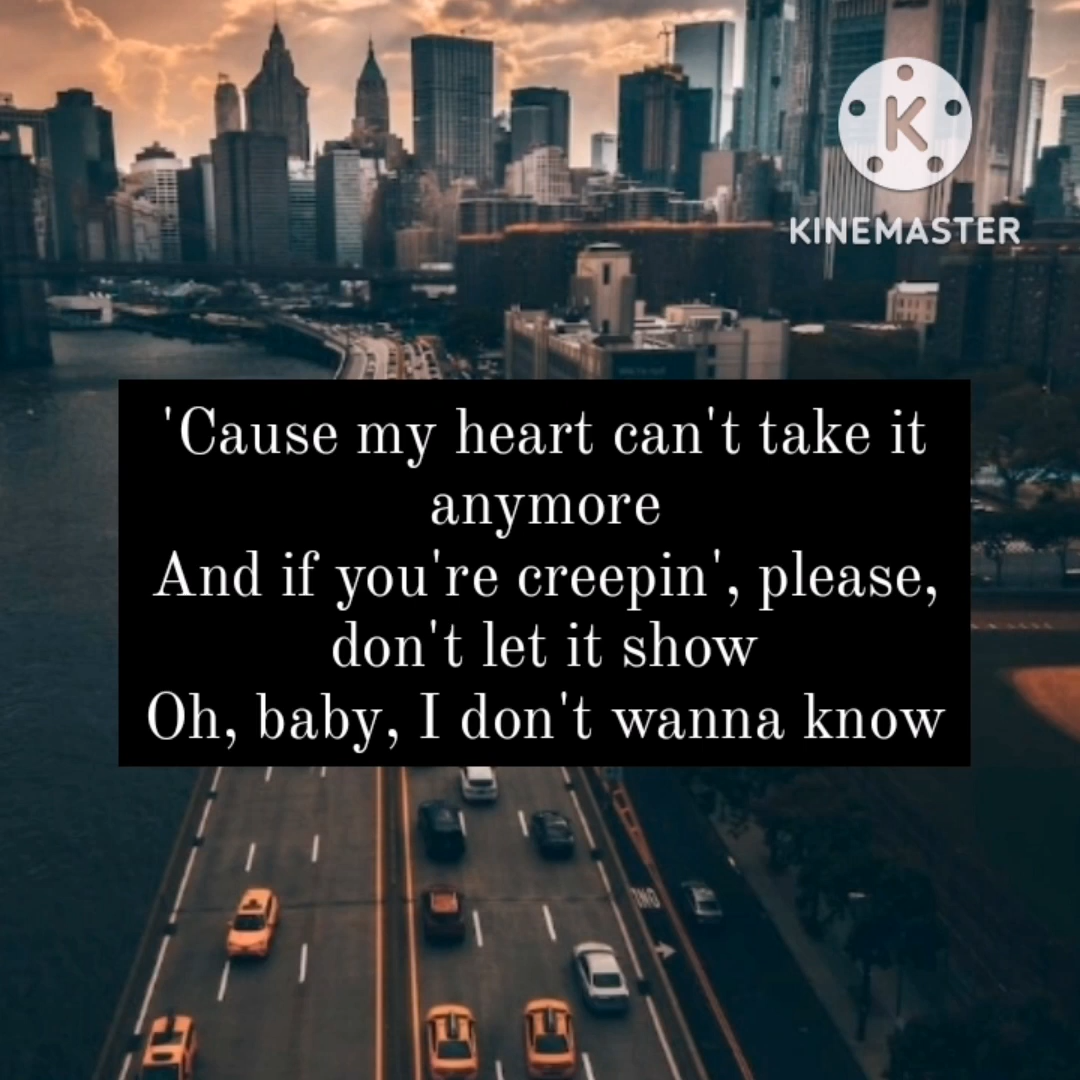 K
KINEMASTER
'Cause my heart can't take it
anymore
And if you're creepin', please,
don't let it show
Oh, baby, I don't wanna know